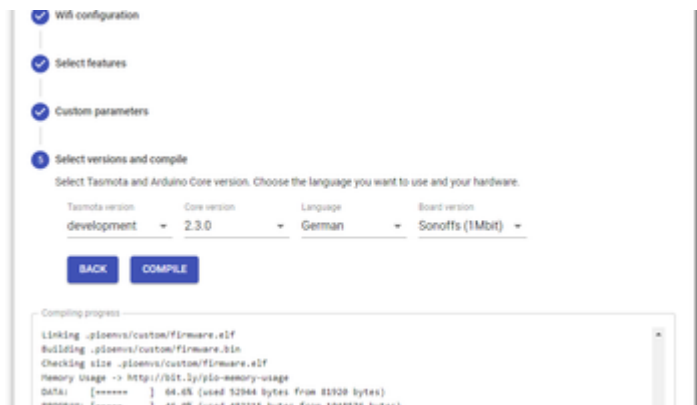 Wifi configuration
Select features
Custom parameters
5 Select versions and compile
Select Tasmota and Arduino Core version. Choose the language you want to use and your hardware.
Tasmota version Core version Language Board version
development 2.3.0 German Sonoffs (1Mbit)
BACK COMPILE
Compiling progress
Linking .pioenvs/custom/firmware.elf
Building .pioenvs/custom/firmware.bin
Checking size .pioenvs/custom/firmware.elf
Memory Usage -> http://bit.ly/pio-memory-usage
DATA: [====== ] 64.6% (used 52944 bytes from 81920 bytes)